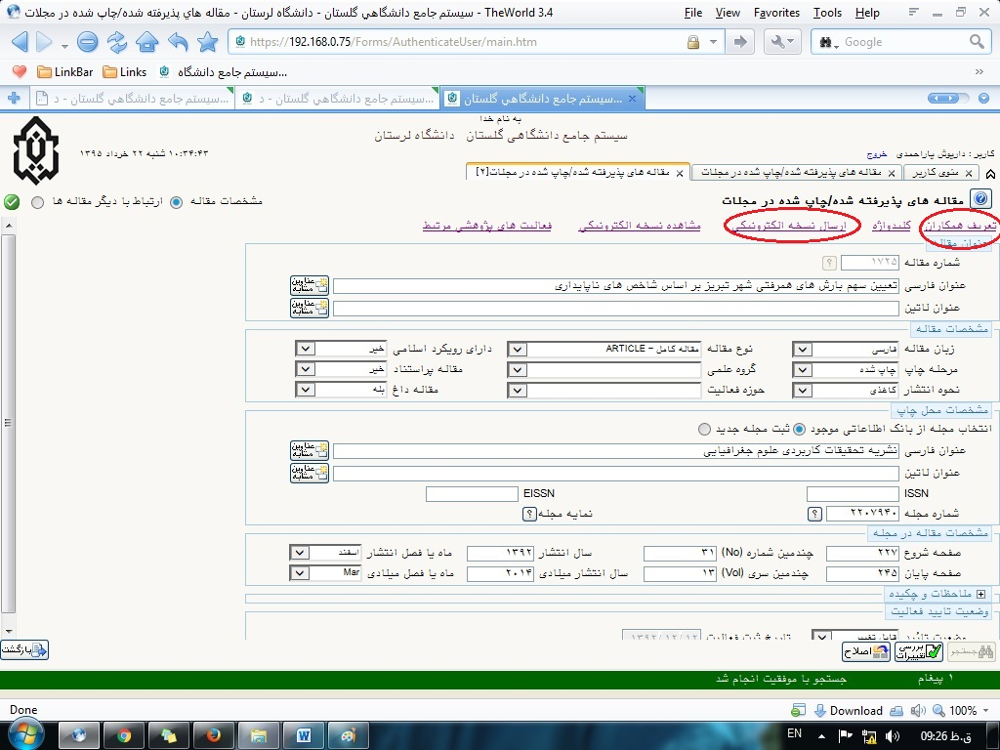 سيستم جامع دانشگاهي گلستان - دانشگاه لرستان - مقاله هاي پذيرفته شده/چاپ شده در مجلات - TheWorld 3.4
File View Favorites Tools Help
https://192.168.0.75/Forms/AuthenticateUser/main.htm
Google
LinkBar Links سیستم جامع دانشگاه...
سيستم جامع دانشگاهي گلستان - د...
سيستم جامع دانشگاهي گلستان - د...
سيستم جامع دانشگاهي گلستان...
به نام خدا
سیستم جامع دانشگاهی گلستان دانشگاه لرستان
۱۰:۳۴:۴۳ شنبه ۲۲ خرداد ۱۳۹۵
کاربر : داریوش یاراحمدی خروج
منوی کاربر
مقاله های پذیرفته شده/چاپ شده در مجلات
مقاله های پذیرفته شده/چاپ شده در مجلات[۲]
مقاله های پذیرفته شده/چاپ شده در مجلات
مشخصات مقاله ارتباط با دیگر مقاله ها
تعریف همکاران کلیدواژه ارسال نسخه الکترونیکی مشاهده نسخه الکترونیکی فعالیت های پژوهشی مرتبط
عنوان مقاله
شماره مقاله ۱۷۲۵ ?
عنوان فارسی تعیین سهم بارش های همرفتی شهر تبریز بر اساس شاخص های ناپایداری عناوین مشابه
عنوان لاتین عناوین مشابه
مشخصات مقاله
زبان مقاله فارسی نوع مقاله مقاله کامل - ARTICLE دارای رویکرد اسلامی خیر
مرحله چاپ چاپ شده گروه علمی مقاله پراستناد خیر
نحوه انتشار کاغذی حوزه فعالیت مقاله داغ بله
مشخصات محل چاپ
انتخاب مجله از بانک اطلاعاتی موجود ثبت مجله جدید
عنوان فارسی نشریه تحقیقات کاربردی علوم جغرافیایی عناوین مشابه
عنوان لاتین عناوین مشابه
ISSN EISSN
شماره مجله ۲۲۰۷۹۴۰ ? نمایه مجله ?
مشخصات مقاله در مجله
صفحه شروع ۲۲۷ چندمین شماره (No) ۳۱ سال انتشار ۱۳۹۲ ماه یا فصل انتشار اسفند
صفحه پایان ۲۴۵ چندمین سری (Vol) ۱۳ سال انتشار میلادی ۲۰۱۴ ماه یا فصل میلادی Mar
ملاحظات و چکیده
وضعیت تایید فعالیت
وضعیت تائید قابل تغییر تاریخ ثبت فعالیت ۱۳۹۲/۱۲/۱۲
جستجو بررسی تغییرات اصلاح بازگشت
۱ پیغام جستجو با موفقیت انجام شد
Done Download 100%
EN 09:26 ق.ظ